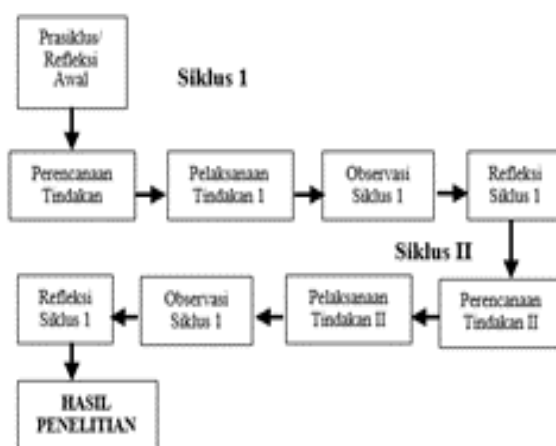 Prasiklus/
Refleksi
Awal
Siklus 1
Perencanaan
Tindakan
Pelaksanaan
Tindakan 1
Observasi
Siklus 1
Refleksi
Siklus 1
Siklus II
Refleksi
Siklus 1
Observasi
Siklus 1
Pelaksanaan
Tindakan II
Perencanaan
Tindakan II
HASIL
PENELITIAN